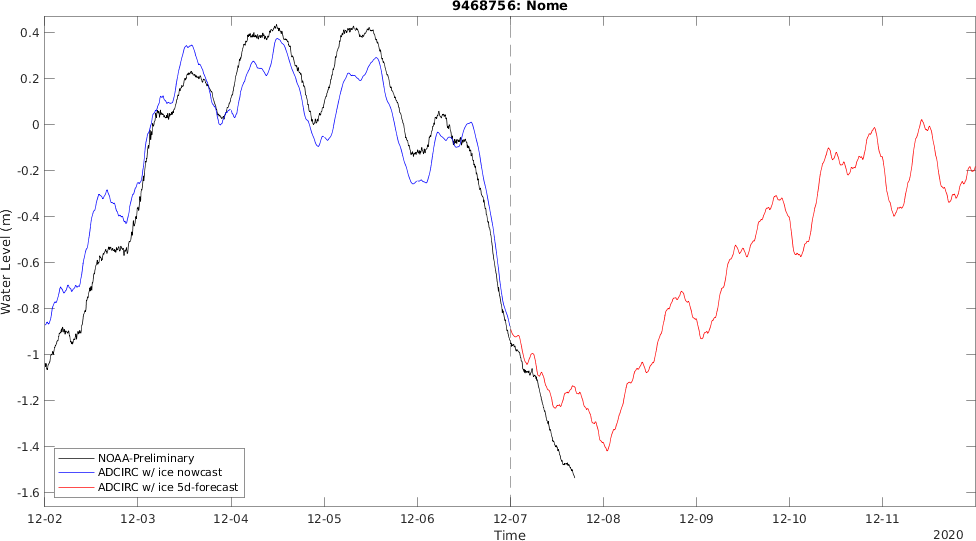 9468756: Nome
0.4
0.2
0
-0.2
-0.4
-0.6
-0.8
-1
-1.2
-1.4
-1.6
Water Level (m)
NOAA-Preliminary
ADCIRC w/ ice nowcast
ADCIRC w/ ice 5d-forecast
12-02 12-03 12-04 12-05 12-06 12-07 12-08 12-09 12-10 12-11
Time
2020